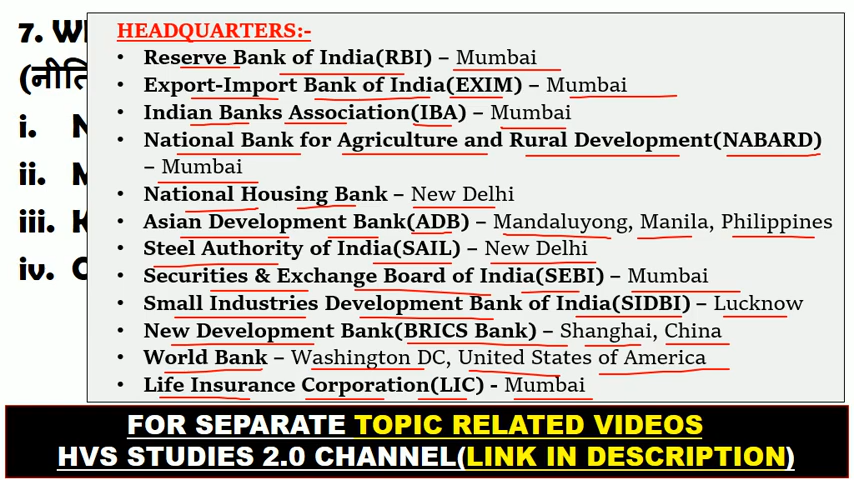 7. W
HEADQUARTERS:-
• Reserve Bank of India(RBI) – Mumbai
(नीति
• Export-Import Bank of India(EXIM) – Mumbai
i. N
• Indian Banks Association(IBA) – Mumbai
• National Bank for Agriculture and Rural Development(NABARD)
– Mumbai
ii. M
• National Housing Bank – New Delhi
iii. K
• Asian Development Bank(ADB) – Mandaluyong, Manila, Philippines
• Steel Authority of India(SAIL) – New Delhi
iv.
• Securities & Exchange Board of India(SEBI) – Mumbai
• Small Industries Development Bank of India(SIDBI) – Lucknow
• New Development Bank(BRICS Bank) – Shanghai, China
• World Bank – Washington DC, United States of America
• Life Insurance Corporation(LIC) - Mumbai
FOR SEPARATE TOPIC RELATED VIDEOS
HVS STUDIES 2.0 CHANNEL(LINK IN DESCRIPTION)